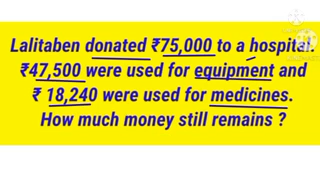 Lalitaben donated ₹75,000 to a hospital.
₹47,500 were used for equipment and
₹ 18,240 were used for medicines.
How much money still remains ?